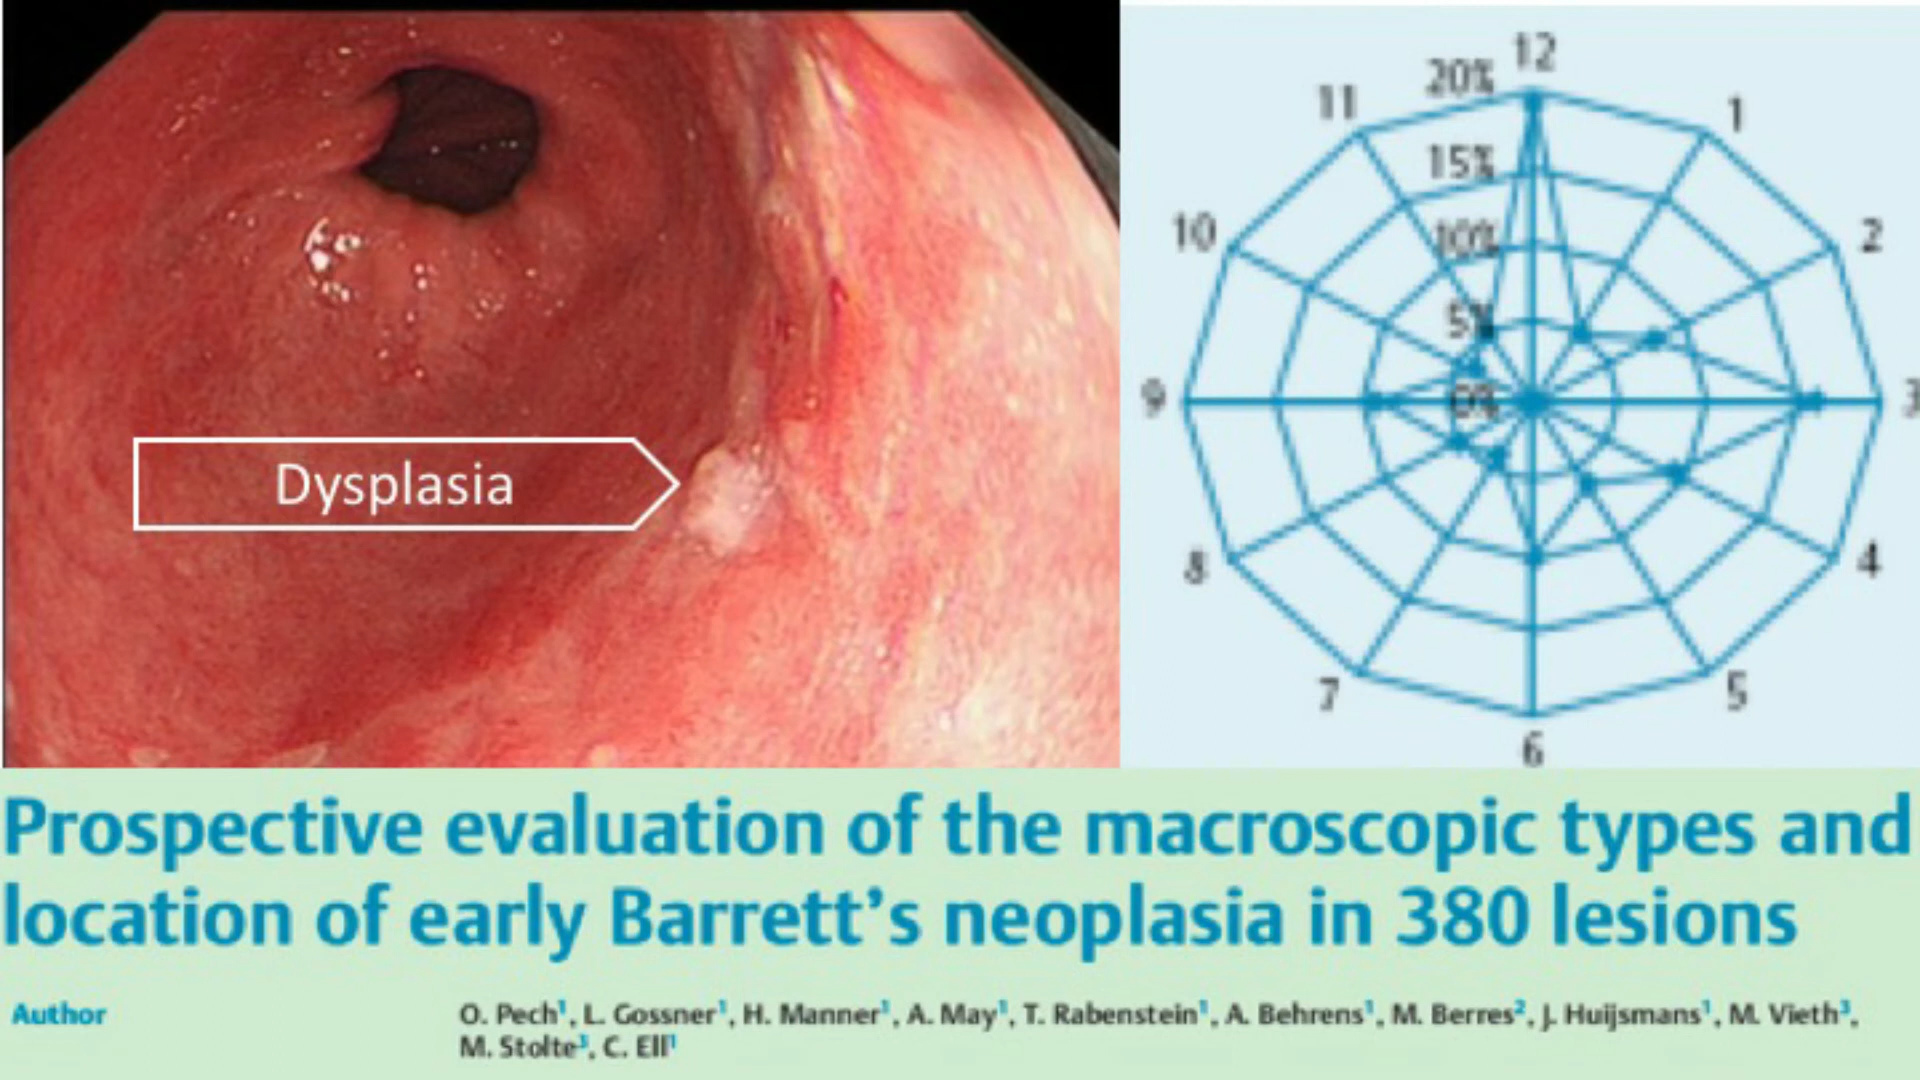 Dysplasia
12
20%
11
1
15%
10
10%
2
5%
9
0%
3
8
4
7
5
6
Prospective evaluation of the macroscopic types and
location of early Barrett’s neoplasia in 380 lesions
Author
O. Pech¹, L. Gossner¹, H. Manner¹, A. May¹, T. Rabenstein¹, A. Behrens¹, M. Berres², J. Huijsmans¹, M. Vieth³,
M. Stolte³, C. Ell¹